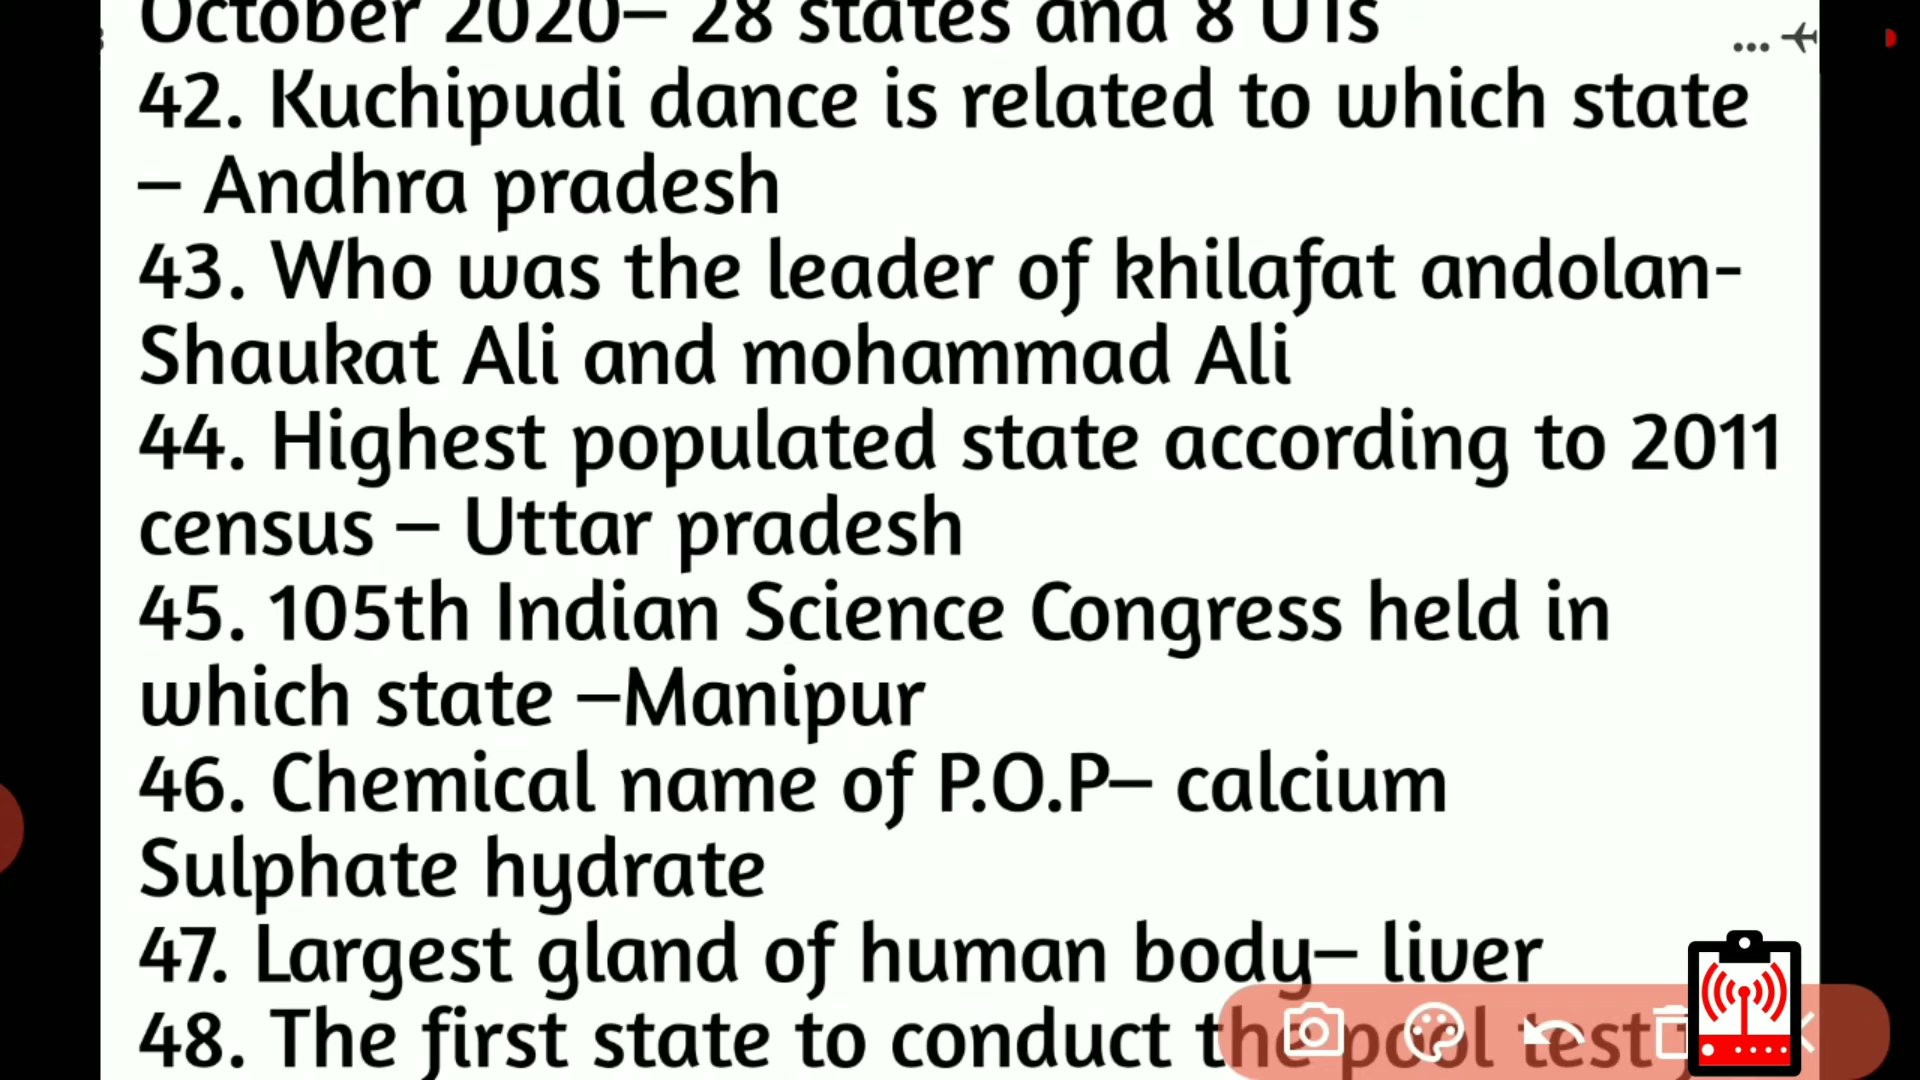 October 2020– 28 states and 8 UTs
42. Kuchipudi dance is related to which state
– Andhra pradesh
43. Who was the leader of khilafat andolan-
Shaukat Ali and mohammad Ali
44. Highest populated state according to 2011
census – Uttar pradesh
45. 105th Indian Science Congress held in
which state –Manipur
46. Chemical name of P.O.P– calcium
Sulphate hydrate
47. Largest gland of human body– liver
48. The first state to conduct the pool test